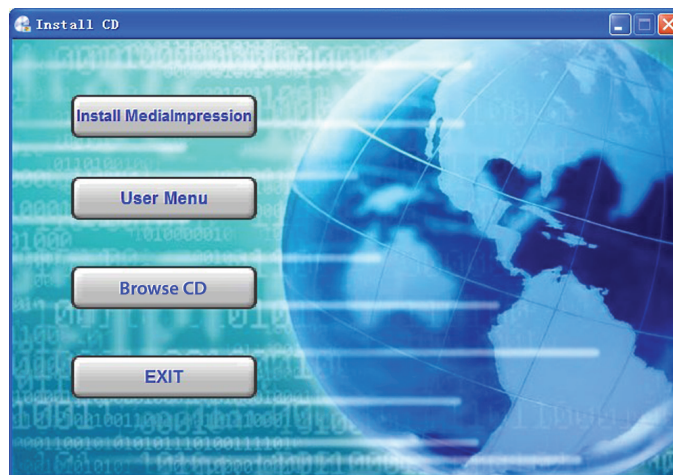 Install CD
Install MediaImpression
User Menu
Browse CD
EXIT